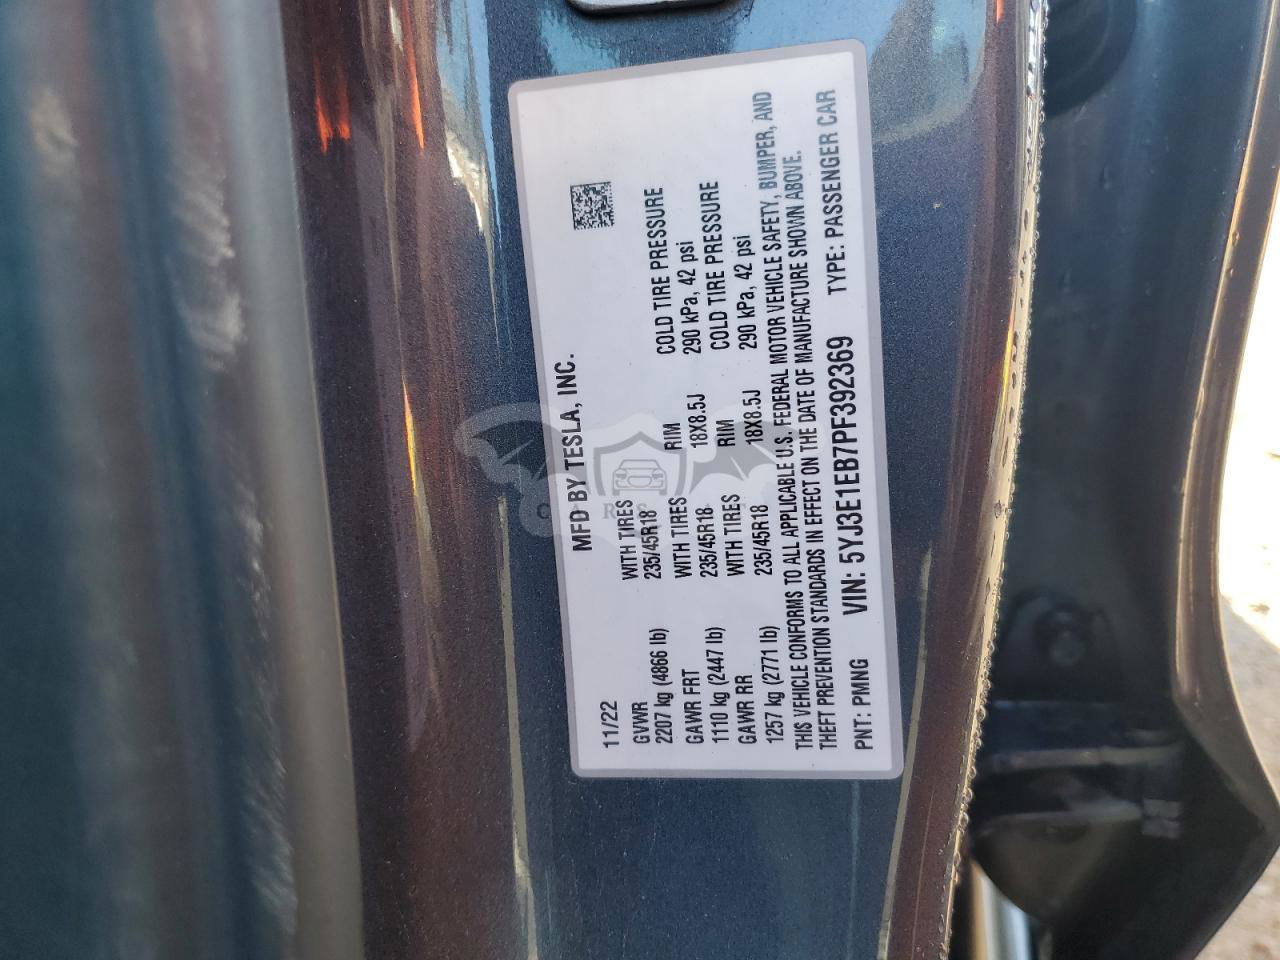 MFD BY TESLA, INC.
11/22
GVWR WITH TIRES RIM COLD TIRE PRESSURE
2207 kg (4866 lb) 235/45R18 18X8.5J 290 kPa, 42 psi
GAWR FRT WITH TIRES RIM COLD TIRE PRESSURE
1110 kg (2447 lb) 235/45R18 18X8.5J 290 kPa, 42 psi
GAWR RR WITH TIRES
1257 kg (2771 lb) 235/45R18
THIS VEHICLE CONFORMS TO ALL APPLICABLE U.S. FEDERAL MOTOR VEHICLE SAFETY, BUMPER, AND
THEFT PREVENTION STANDARDS IN EFFECT ON THE DATE OF MANUFACTURE SHOWN ABOVE.
PNT: PMNG VIN: 5YJ3E1EB7PF392369 TYPE: PASSENGER CAR